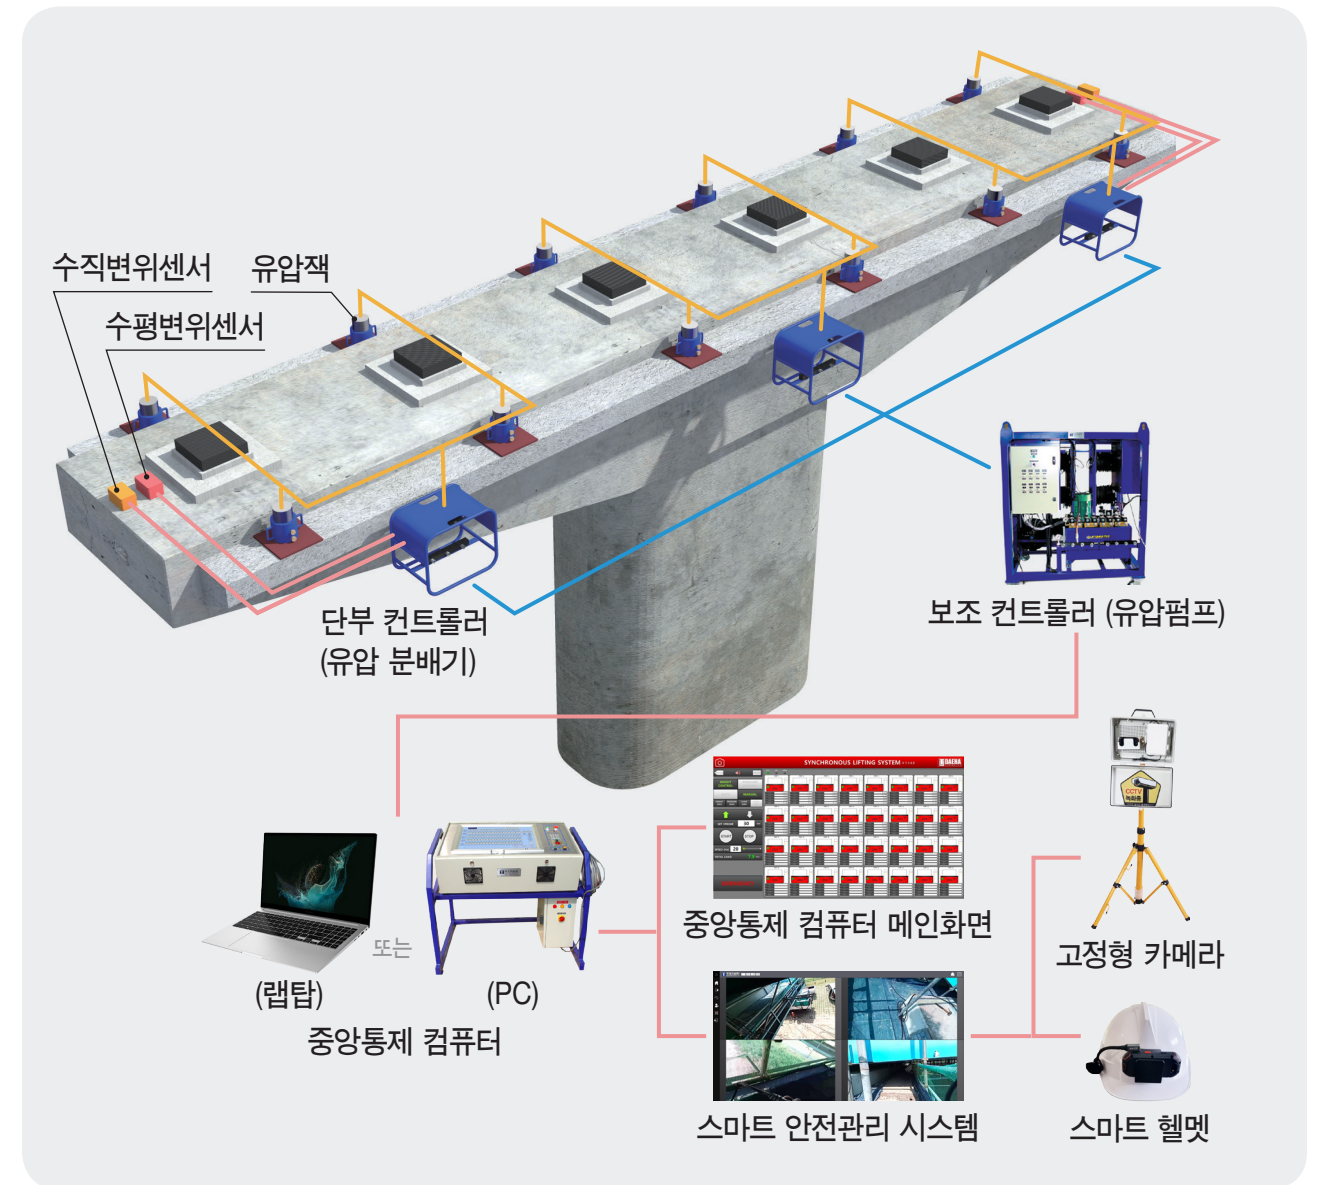 수직변위센서
유압잭
수평변위센서
단부 컨트롤러
(유압 분배기)
보조 컨트롤러 (유압펌프)
SYNCHRONOUS LIFTING SYSTEM
DAEHA
CCTV
녹화중
또는
(랩탑)
(PC)
중앙통제 컴퓨터
중앙통제 컴퓨터 메인화면
고정형 카메라
스마트 안전관리 시스템
스마트 헬멧